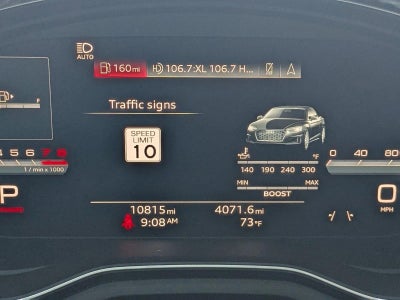 AUTO
160mi 106.7:XL 106.7 H...
Traffic signs
SPEED LIMIT 10
4 5 6 7 8
1 / min x 1000
°F
140 190 240 300
MIN MAX
BOOST
0 40 80
P
0
MPH
10815mi 4071.6mi
9:08AM 73°F